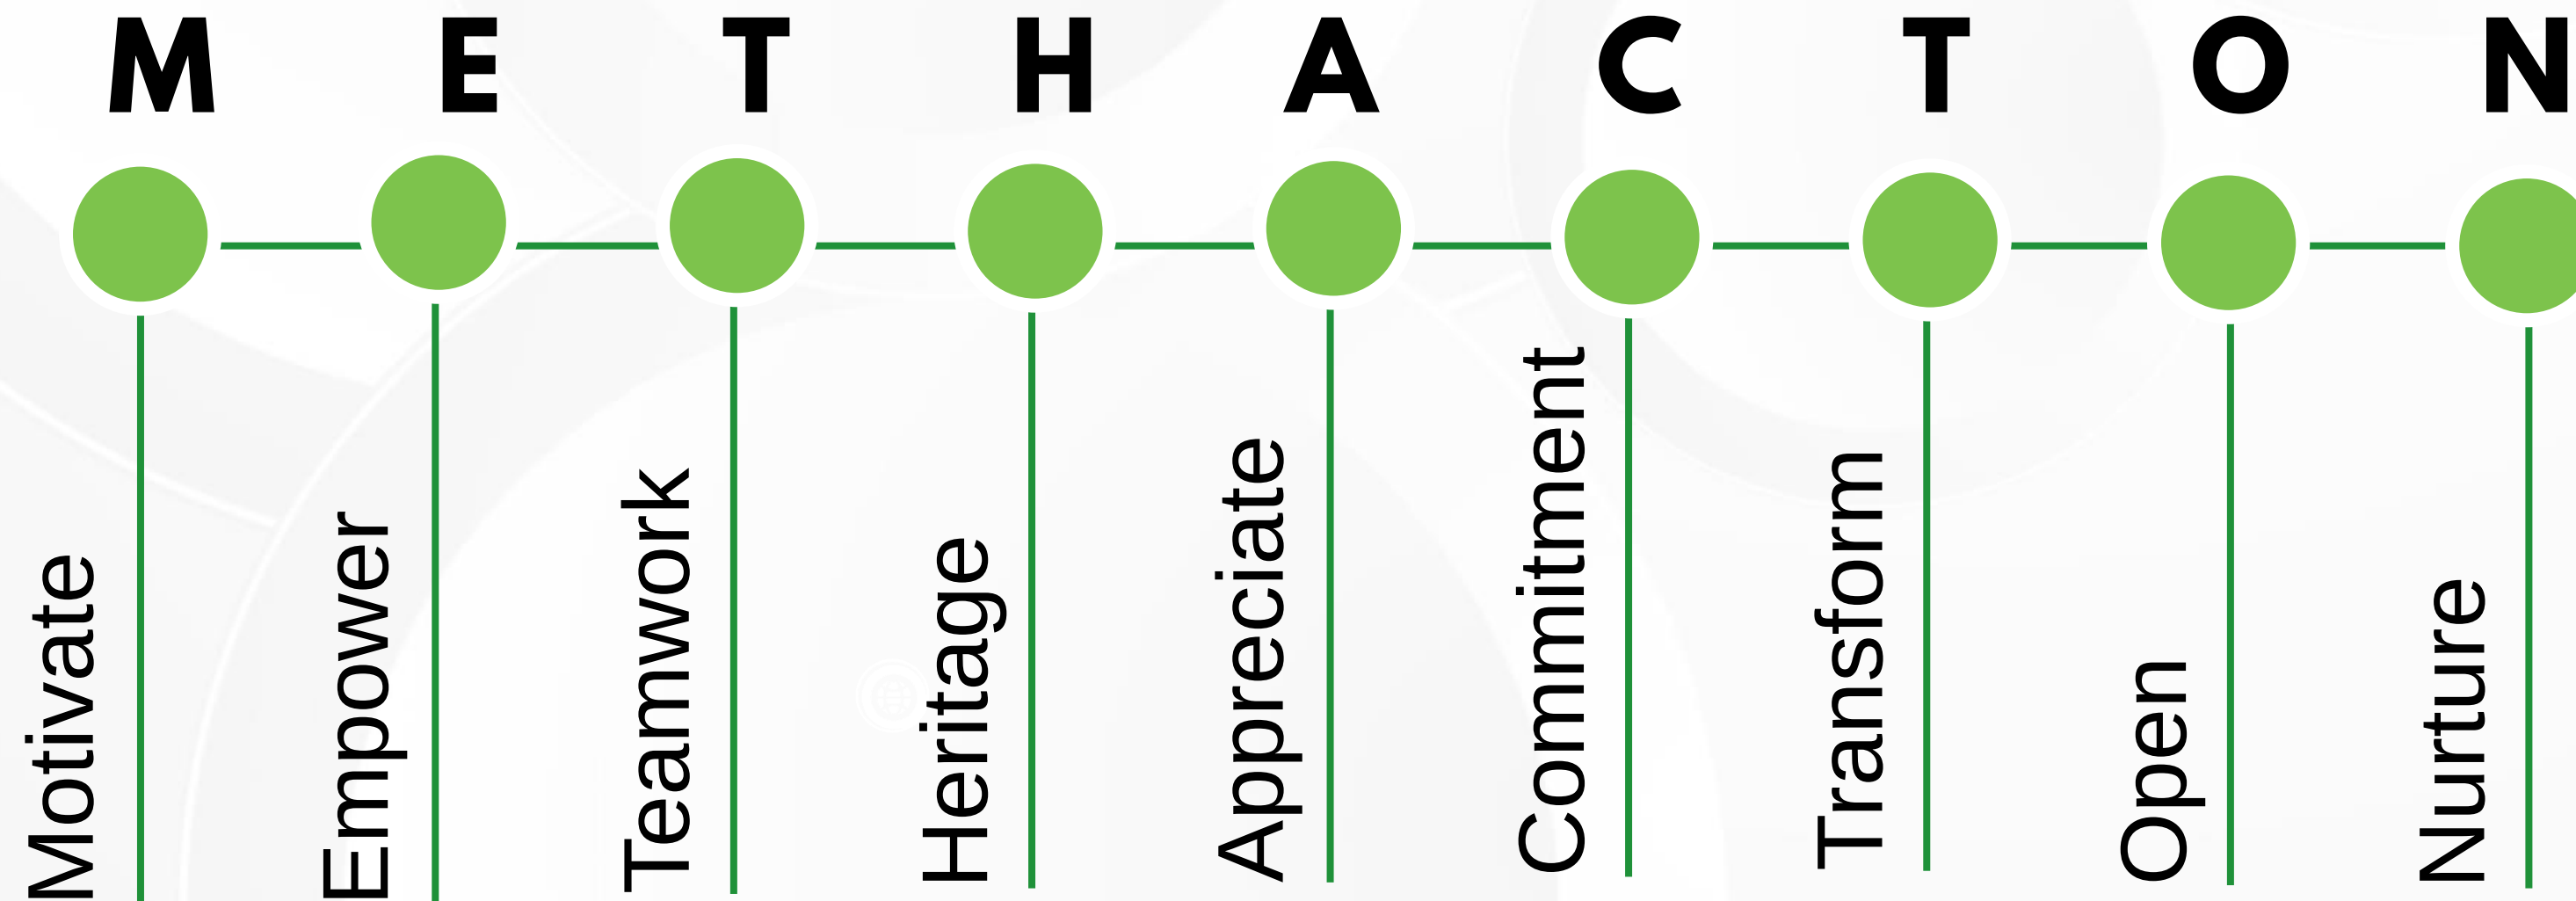 M E T H A C T O N
Motivate
Empower
Teamwork
Heritage
Appreciate
Commitment
Transform
Open
Nurture